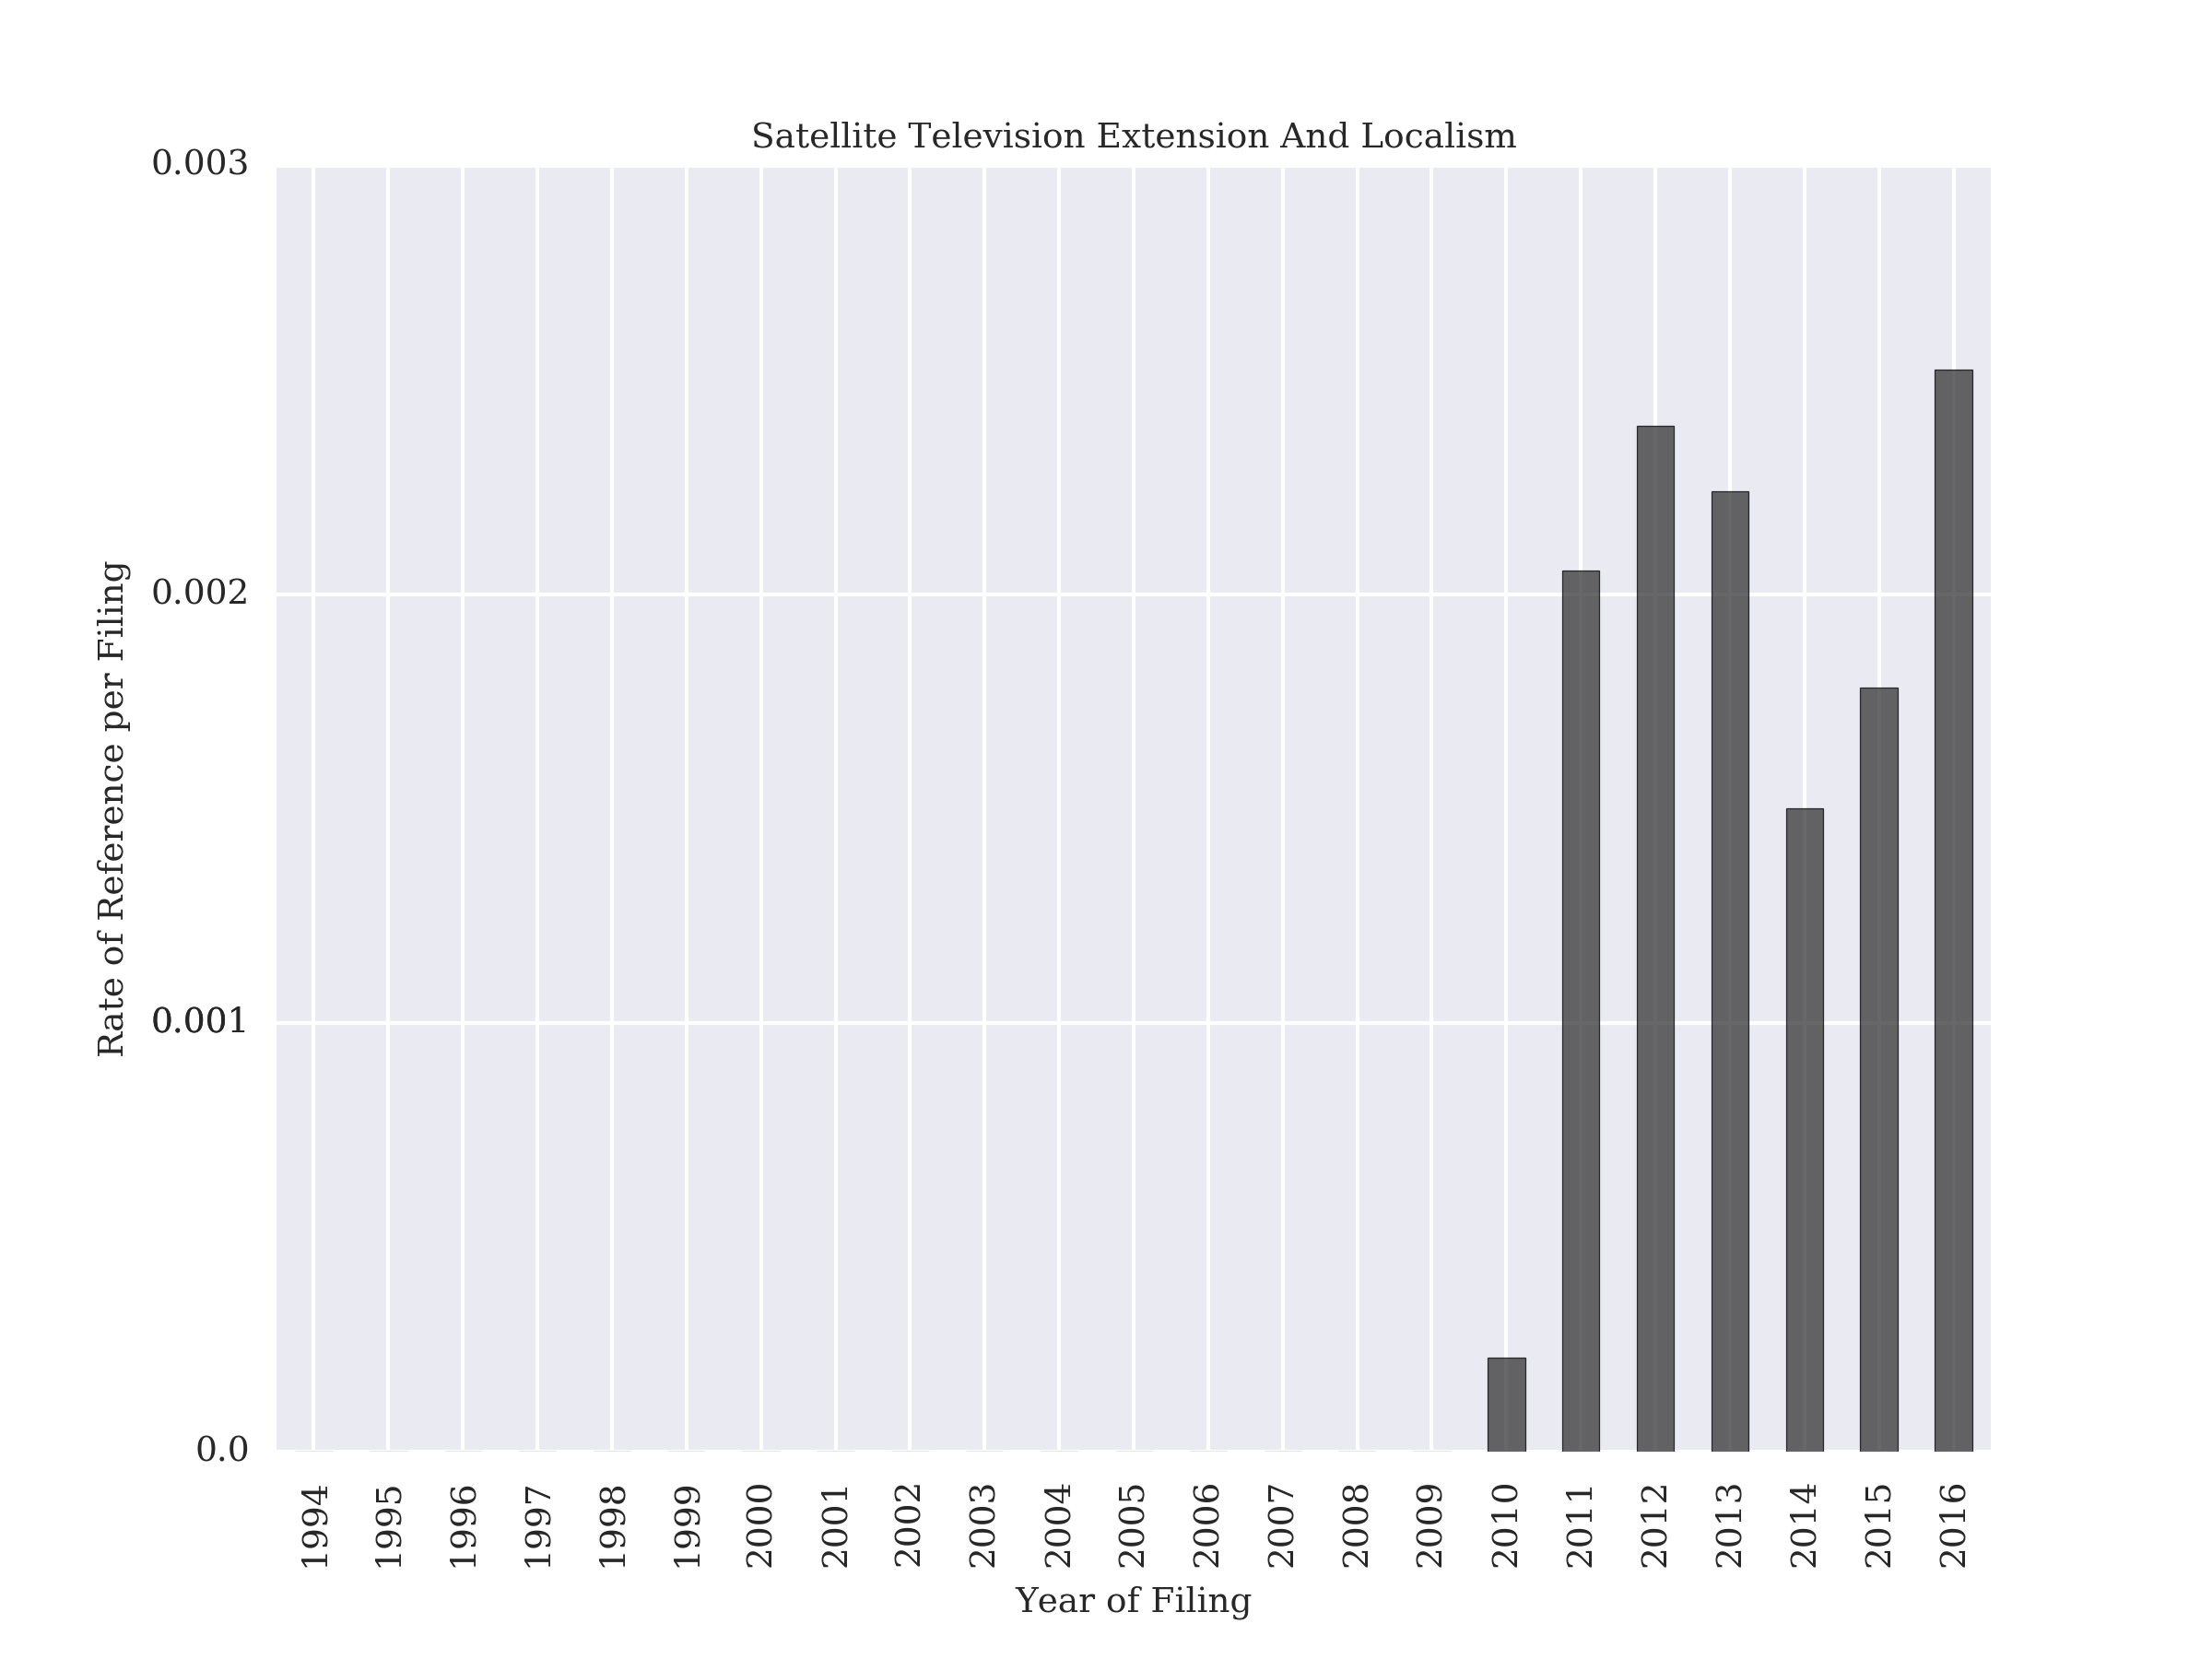 Satellite Television Extension And Localism
0.003
0.002
0.001
0.0
Rate of Reference per Filing
1994 1995 1996 1997 1998 1999 2000 2001 2002 2003 2004 2005 2006 2007 2008 2009 2010 2011 2012 2013 2014 2015 2016
Year of Filing